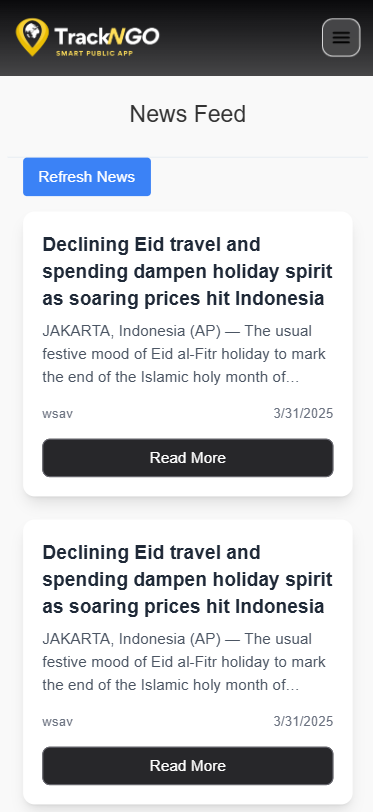 TrackNGO
SMART PUBLIC APP
News Feed
Refresh News
Declining Eid travel and
spending dampen holiday spirit
as soaring prices hit Indonesia
JAKARTA, Indonesia (AP) — The usual
festive mood of Eid al-Fitr holiday to mark
the end of the Islamic holy month of...
wsav 3/31/2025
Read More
Declining Eid travel and
spending dampen holiday spirit
as soaring prices hit Indonesia
JAKARTA, Indonesia (AP) — The usual
festive mood of Eid al-Fitr holiday to mark
the end of the Islamic holy month of...
wsav 3/31/2025
Read More